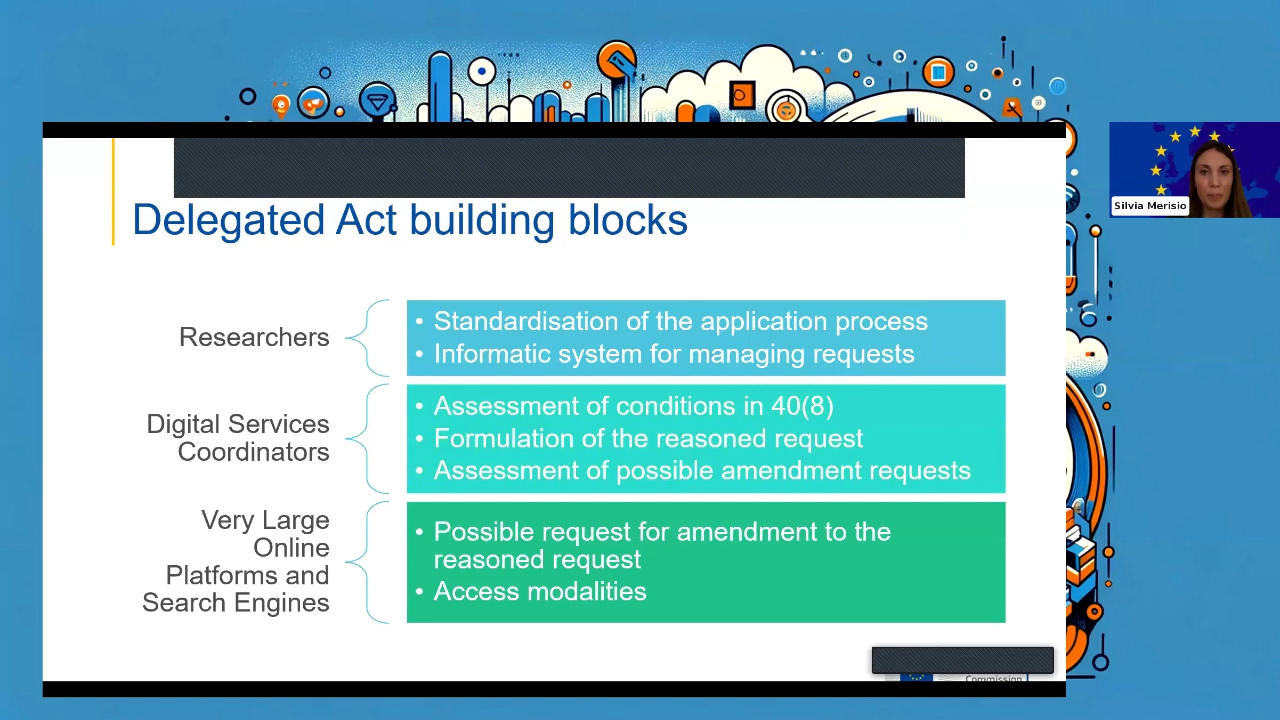 Delegated Act building blocks
Researchers
• Standardisation of the application process
• Informatic system for managing requests
Digital Services
Coordinators
• Assessment of conditions in 40(8)
• Formulation of the reasoned request
• Assessment of possible amendment requests
Very Large
Online
Platforms and
Search Engines
• Possible request for amendment to the
reasoned request
• Access modalities
Commission
Silvia Merisio